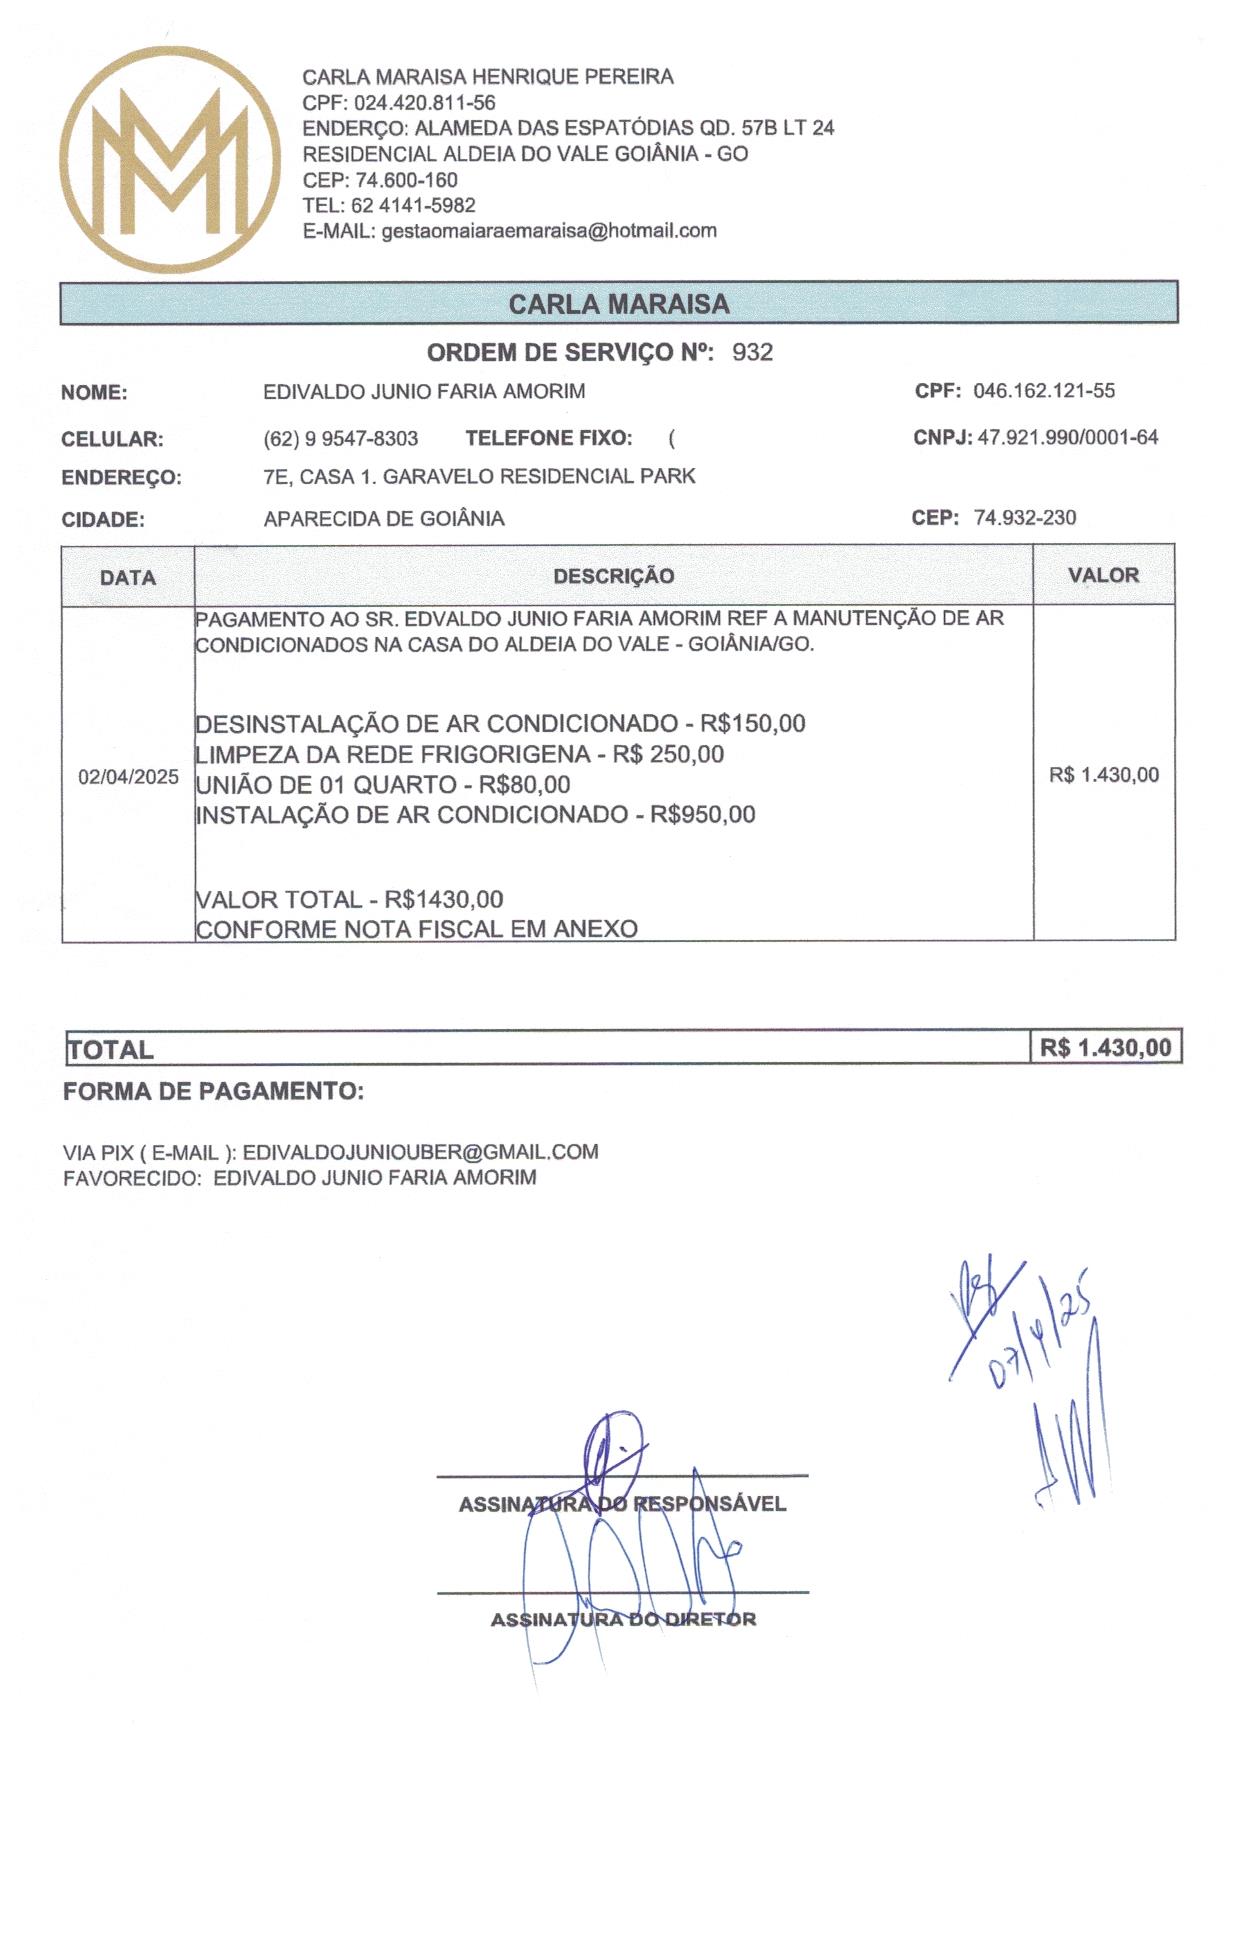 CARLA MARAISA HENRIQUE PEREIRA
CPF: 024.420.811-56
ENDERÇO: ALAMEDA DAS ESPATÓDIAS QD. 57B LT 24
RESIDENCIAL ALDEIA DO VALE GOIÂNIA - GO
CEP: 74.600-160
TEL: 62 4141-5982
E-MAIL: gestaomaiaraemaraisa@hotmail.com
CARLA MARAISA
ORDEM DE SERVIÇO Nº: 932
NOME: EDIVALDO JUNIO FARIA AMORIM CPF: 046.162.121-55
CELULAR: (62) 9 9547-8303 TELEFONE FIXO: ( CNPJ: 47.921.990/0001-64
ENDEREÇO: 7E, CASA 1. GARAVELO RESIDENCIAL PARK
CIDADE: APARECIDA DE GOIÂNIA CEP: 74.932-230
DATA DESCRIÇÃO VALOR
PAGAMENTO AO SR. EDVALDO JUNIO FARIA AMORIM REF A MANUTENÇÃO DE AR
CONDICIONADOS NA CASA DO ALDEIA DO VALE - GOIÂNIA/GO.
DESINSTALAÇÃO DE AR CONDICIONADO - R$150,00
LIMPEZA DA REDE FRIGORIGENA - R$ 250,00
02/04/2025 UNIÃO DE 01 QUARTO - R$80,00 R$ 1.430,00
INSTALAÇÃO DE AR CONDICIONADO - R$950,00
VALOR TOTAL - R$1430,00
CONFORME NOTA FISCAL EM ANEXO
TOTAL R$ 1.430,00
FORMA DE PAGAMENTO:
VIA PIX ( E-MAIL ): EDIVALDOJUNIOUBER@GMAIL.COM
FAVORECIDO: EDIVALDO JUNIO FARIA AMORIM
07/4/25
ASSINATURA DO RESPONSÁVEL
ASSINATURA DO DIRETOR